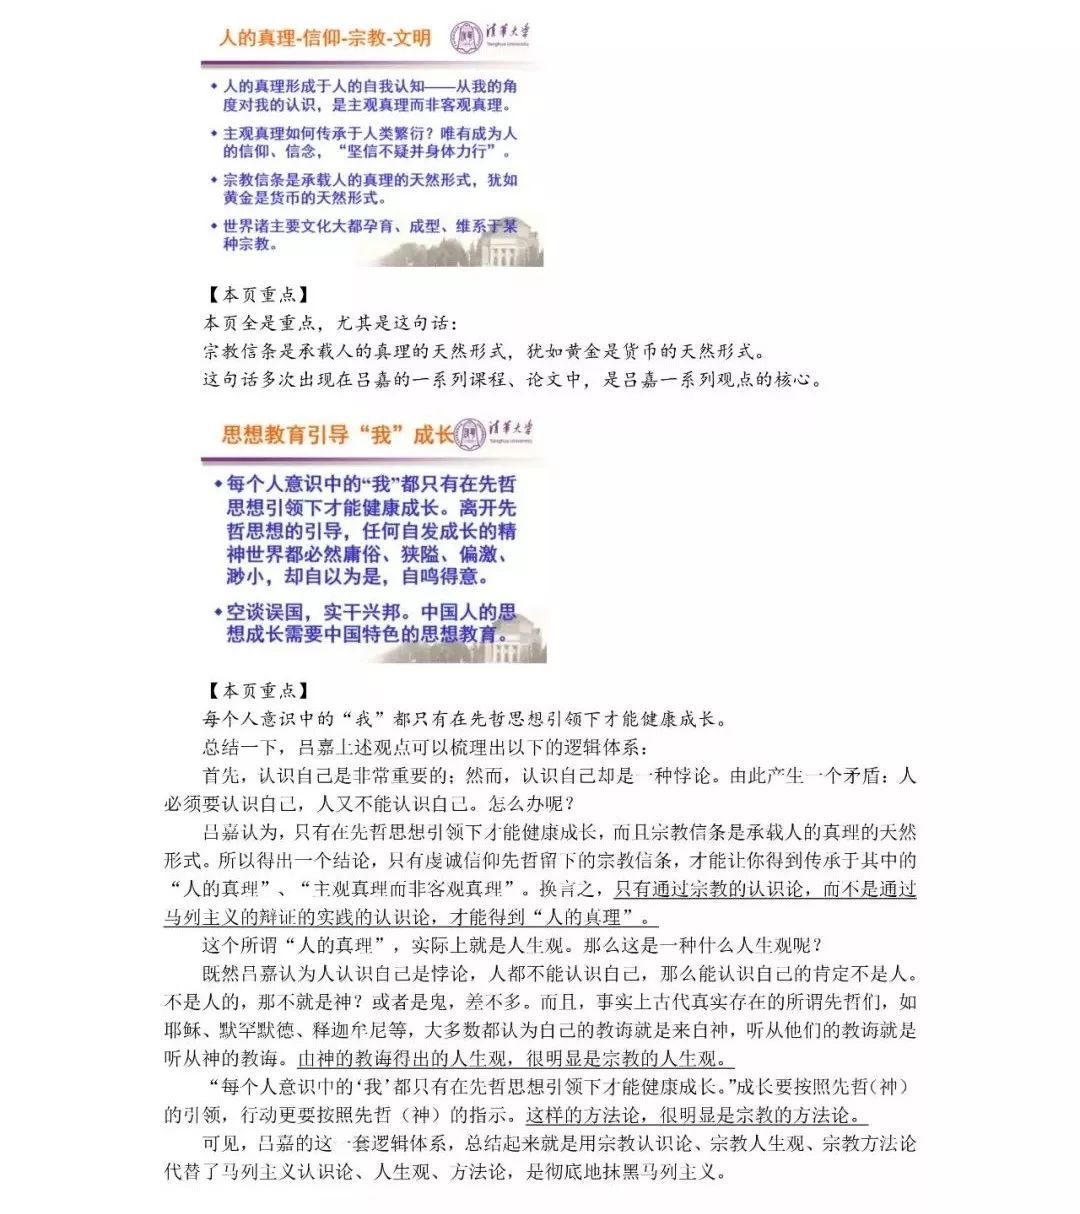 人的真理-信仰-宗教-文明
清华大学
Tsinghua University
人的真理形成于人的自我认知——从我的角
度对我的认识，是主观真理而非客观真理。
主观真理如何传承于人类繁衍？唯有成为人
的信仰、信念，“坚信不疑并身体力行”。
宗教信条是承载人的真理的天然形式，犹如
黄金是货币的天然形式。
世界诸主要文化大都孕育、成型、维系于某
种宗教。
【本页重点】
本页全是重点，尤其是这句话：
宗教信条是承载人的真理的天然形式，犹如黄金是货币的天然形式。
这句话多次出现在吕嘉的一系列课程、论文中，是吕嘉一系列观点的核心。
思想教育引导“我”成长
清华大学
Tsinghua University
每个人意识中的“我”都只有在先哲
思想引领下才能健康成长。离开先
哲思想的引导，任何自发成长的精
神世界都必然庸俗、狭隘、偏激、
渺小，却自以为是，自鸣得意。
空谈误国，实干兴邦。中国人的思
想成长需要中国特色的思想教育。
【本页重点】
每个人意识中的“我”都只有在先哲思想引领下才能健康成长。
总结一下，吕嘉上述观点可以梳理出以下的逻辑体系：
首先，认识自己是非常重要的；然而，认识自己却是一种悖论。由此产生一个矛盾：人
必须要认识自己，人又不能认识自己。怎么办呢？
吕嘉认为，只有在先哲思想引领下才能健康成长，而且宗教信条是承载人的真理的天然
形式。所以得出一个结论，只有虔诚信仰先哲留下的宗教信条，才能让你得到传承于其中的
“人的真理”、“主观真理而非客观真理”。换言之，只有通过宗教的认识论，而不是通过
马列主义的辩证的实践的认识论，才能得到“人的真理”。
这个所谓“人的真理”，实际上就是人生观。那么这是一种什么人生观呢？
既然吕嘉认为人认识自己是悖论，人都不能认识自己，那么能认识自己的肯定不是人。
不是人的，那不就是神？或者是鬼，差不多。而且，事实上古代真实存在的所谓先哲们，如
耶稣、默罕默德、释迦牟尼等，大多数都认为自己的教诲就是来自神，听从他们的教诲就是
听从神的教诲。由神的教诲得出的人生观，很明显是宗教的人生观。
“每个人意识中的‘我’都只有在先哲思想引领下才能健康成长。”成长要按照先哲（神）
的引领，行动更要按照先哲（神）的指示。这样的方法论，很明显是宗教的方法论。
可见，吕嘉的这一套逻辑体系，总结起来就是用宗教认识论、宗教人生观、宗教方法论
代替了马列主义认识论、人生观、方法论，是彻底地抹黑马列主义。